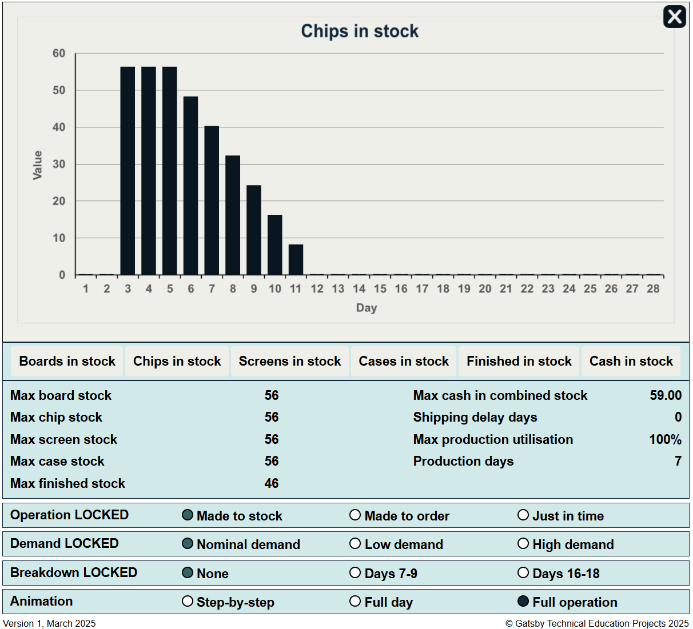 Chips in stock
60
50
40
30
20
10
0
Value
1 2 3 4 5 6 7 8 9 10 11 12 13 14 15 16 17 18 19 20 21 22 23 24 25 26 27 28
Day
Boards in stock Chips in stock Screens in stock Cases in stock Finished in stock Cash in stock
Max board stock 56 Max cash in combined stock 59.00
Max chip stock 56 Shipping delay days 0
Max screen stock 56 Max production utilisation 100%
Max case stock 56 Production days 7
Max finished stock 46
Operation LOCKED Made to stock Made to order Just in time
Demand LOCKED Nominal demand Low demand High demand
Breakdown LOCKED None Days 7-9 Days 16-18
Animation Step-by-step Full day Full operation
Version 1, March 2025 © Gatsby Technical Education Projects 2025